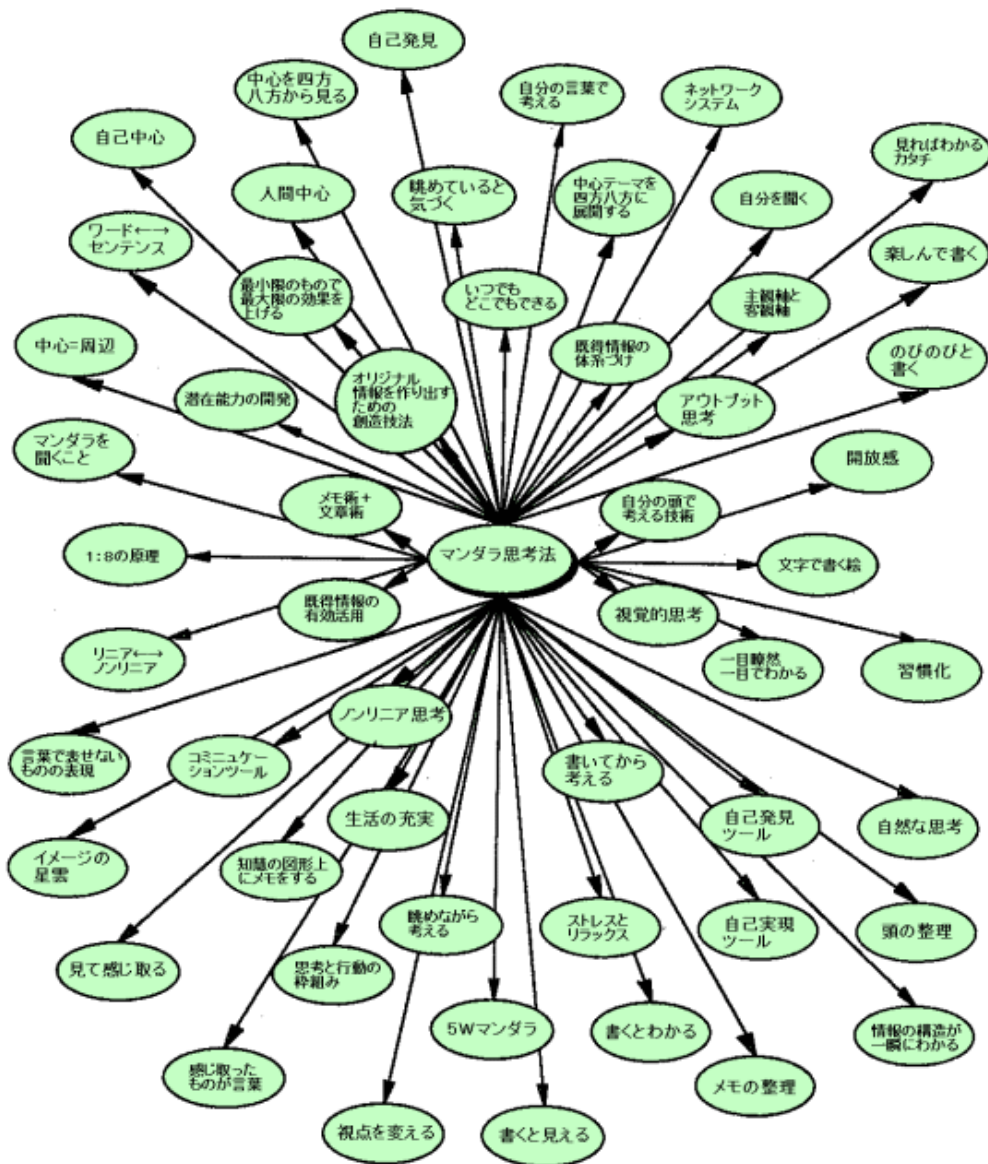 自己発見
中心を四方
八方から見る
自分の言葉で
考える
ネットワーク
システム
自己中心
見ればわかる
カタチ
人間中心
眺めていると
気づく
中心テーマを
四方八方に
展開する
自分を開く
ワード←→
センテンス
楽しんで書く
最小限のもので
最大限の効果を
上げる
いつでも
どこでもできる
主観軸と
客観軸
中心=周辺
既得情報の
体系づけ
のびのびと
書く
潜在能力の開発
オリジナル
情報を作り出す
ための
創造技法
アウトプット
思考
マンダラを
開くこと
開放感
メモ術+
文章術
自分の頭で
考える技術
1:8の原理
マンダラ思考法
文字で書く絵
既得情報の
有効活用
視覚的思考
リニア←→
ノンリニア
一目瞭然
一目でわかる
習慣化
ノンリニア思考
言葉で表せない
ものの表現
コミニュケー
ションツール
書いてから
考える
生活の充実
自己発見
ツール
自然な思考
イメージの
星雲
知慧の図形上
にメモをする
眺めながら
考える
ストレスと
リラックス
自己実現
ツール
頭の整理
見て感じ取る
思考と行動の
枠組み
5Wマンダラ
書くとわかる
情報の構造が
一瞬にわかる
感じ取った
ものが言葉
メモの整理
視点を変える
書くと見える